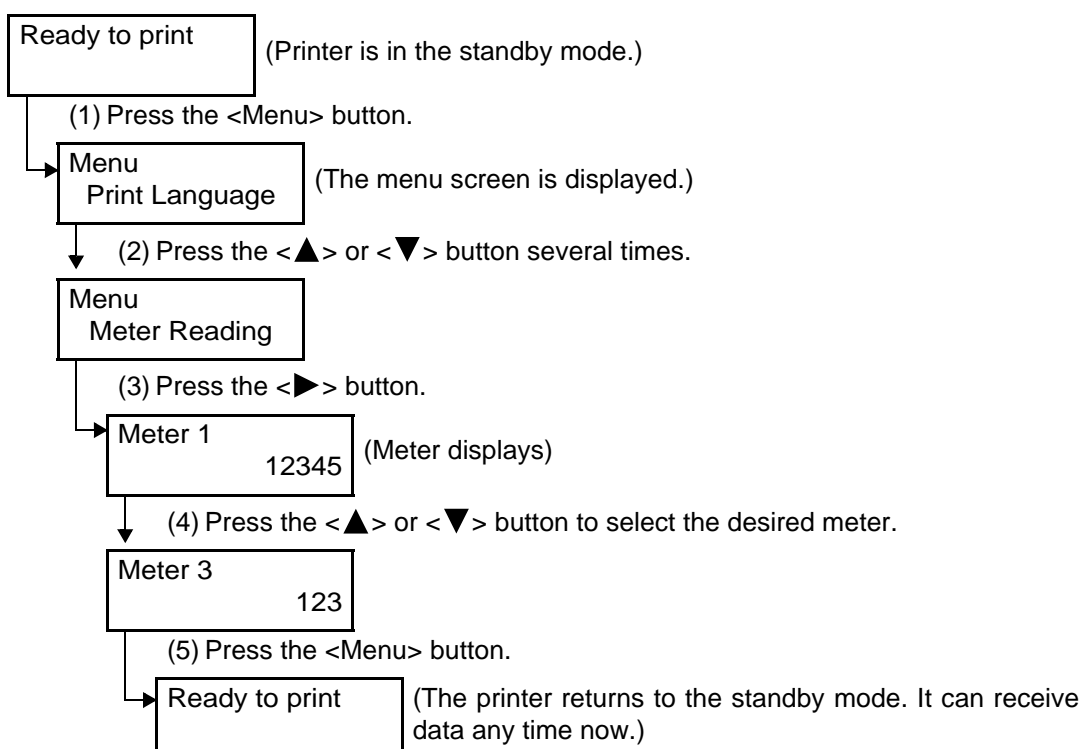 Ready to print
(Printer is in the standby mode.)
(1) Press the <Menu> button.
Menu
Print Language
(The menu screen is displayed.)
(2) Press the <▲> or <▼> button several times.
Menu
Meter Reading
(3) Press the <▶> button.
Meter 1
12345
(Meter displays)
(4) Press the <▲> or <▼> button to select the desired meter.
Meter 3
123
(5) Press the <Menu> button.
Ready to print
(The printer returns to the standby mode. It can receive
data any time now.)